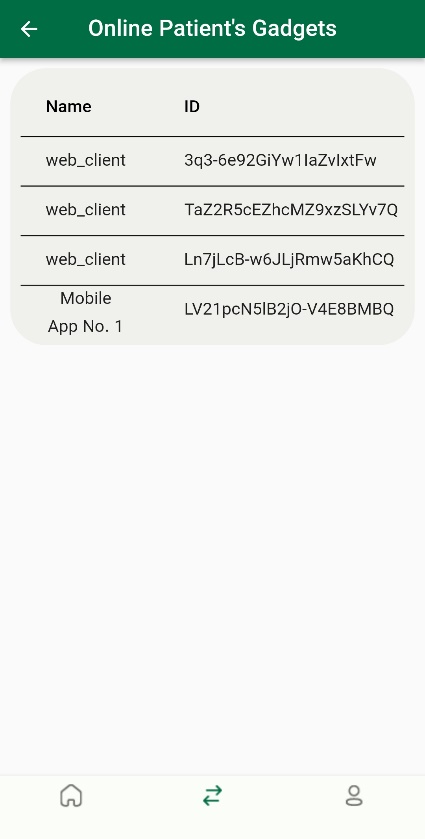 Online Patient's Gadgets
Name ID
web_client 3q3-6e92GiYw1IaZvIxtFw
web_client TaZ2R5cEZhcMZ9xzSLYv7Q
web_client Ln7jLcB-w6JLjRmw5aKhCQ
Mobile
App No. 1 LV21pcN5lB2jO-V4E8BMBQ